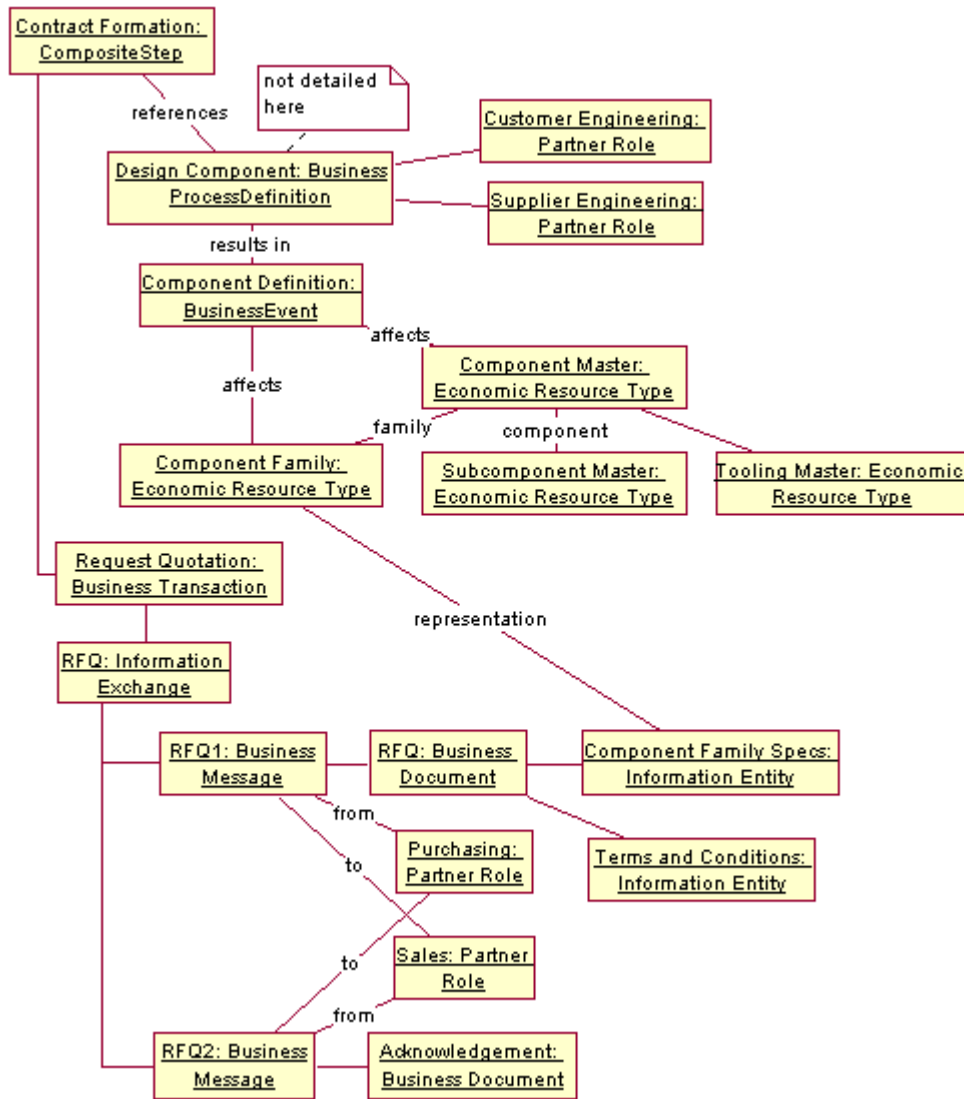 Contract Formation:
CompositeStep
not detailed
here
references
Customer Engineering:
Partner Role
Design Component: Business
ProcessDefinition
Supplier Engineering:
Partner Role
results in
Component Definition:
BusinessEvent
affects
Component Master:
Economic Resource Type
affects
family
component
Component Family:
Economic Resource Type
Subcomponent Master:
Economic Resource Type
Tooling Master: Economic
Resource Type
Request Quotation:
Business Transaction
representation
RFQ: Information
Exchange
RFQ1: Business
Message
RFQ: Business
Document
Component Family Specs:
Information Entity
from
Purchasing:
Partner Role
Terms and Conditions:
Information Entity
to
to
Sales: Partner
Role
from
RFQ2: Business
Message
Acknowledgement:
Business Document